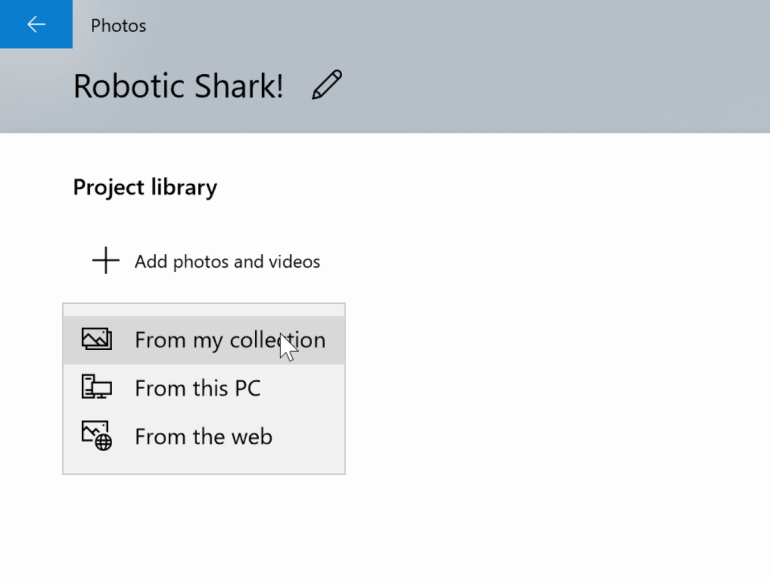 Photos
Robotic Shark!
Project library
Add photos and videos
From my collection
From this PC
From the web